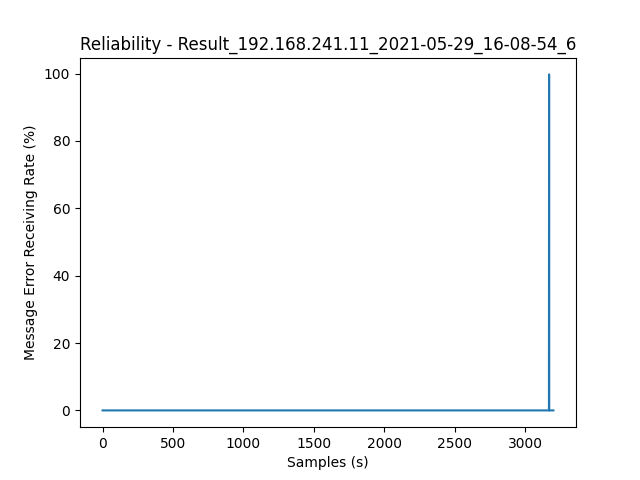 Reliability - Result_192.168.241.11_2021-05-29_16-08-54_6
Message Error Receiving Rate (%)
100
80
60
40
20
0
0 500 1000 1500 2000 2500 3000
Samples (s)